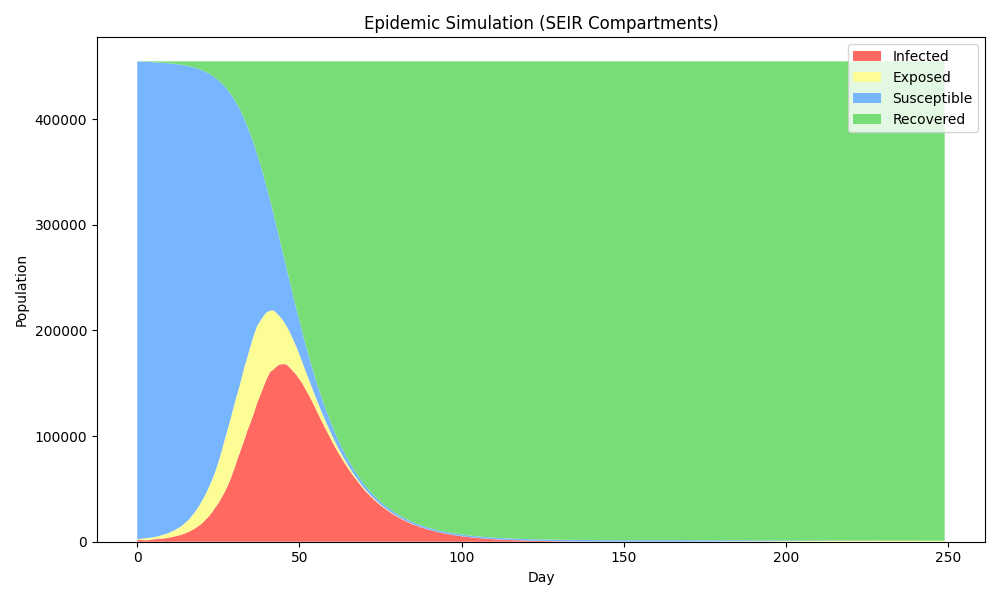 Epidemic Simulation (SEIR Compartments)
Infected
Exposed
Susceptible
Recovered
Population
400000
300000
200000
100000
0
0 50 100 150 200 250
Day